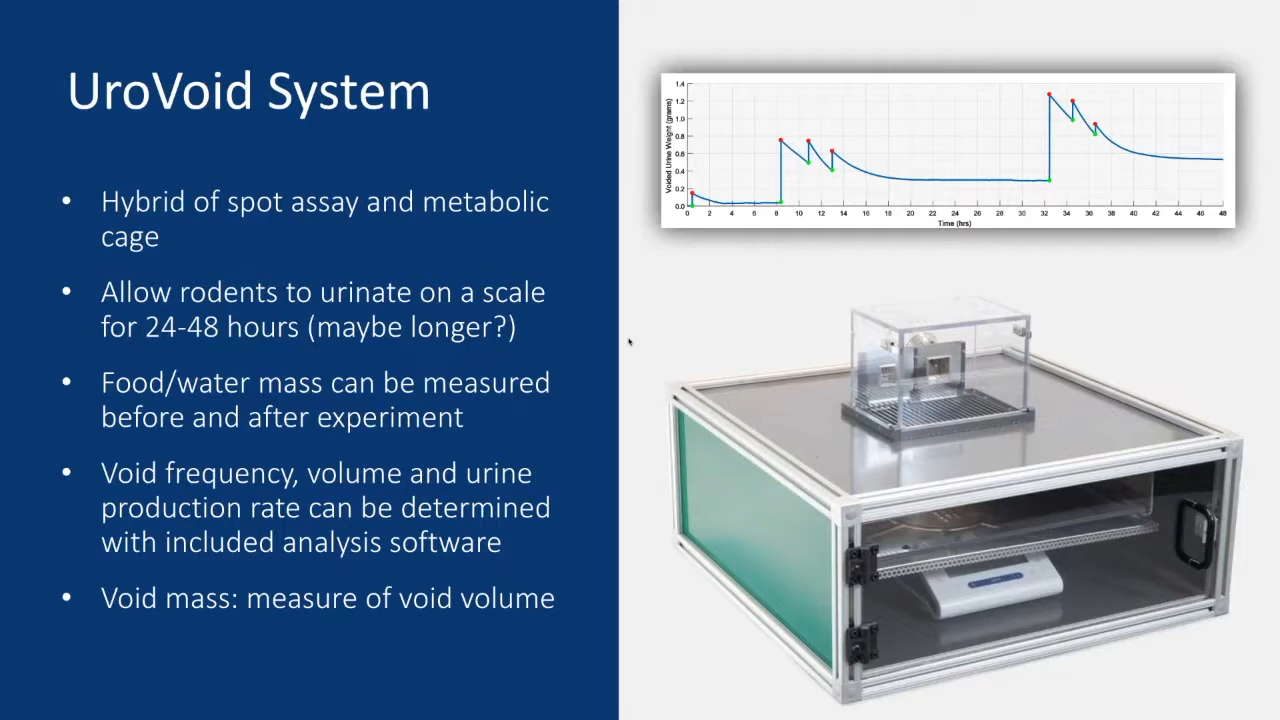 UroVoid System
• Hybrid of spot assay and metabolic
cage
• Allow rodents to urinate on a scale
for 24-48 hours (maybe longer?)
• Food/water mass can be measured
before and after experiment
• Void frequency, volume and urine
production rate can be determined
with included analysis software
• Void mass: measure of void volume
Voided Urine Weight (grams)
1.4
1.2
1.0
0.8
0.6
0.4
0.2
0.0
0 2 4 6 8 10 12 14 16 18 20 22 24 26 28 30 32 34 36 38 40 42 44 46 48
Time (hrs)